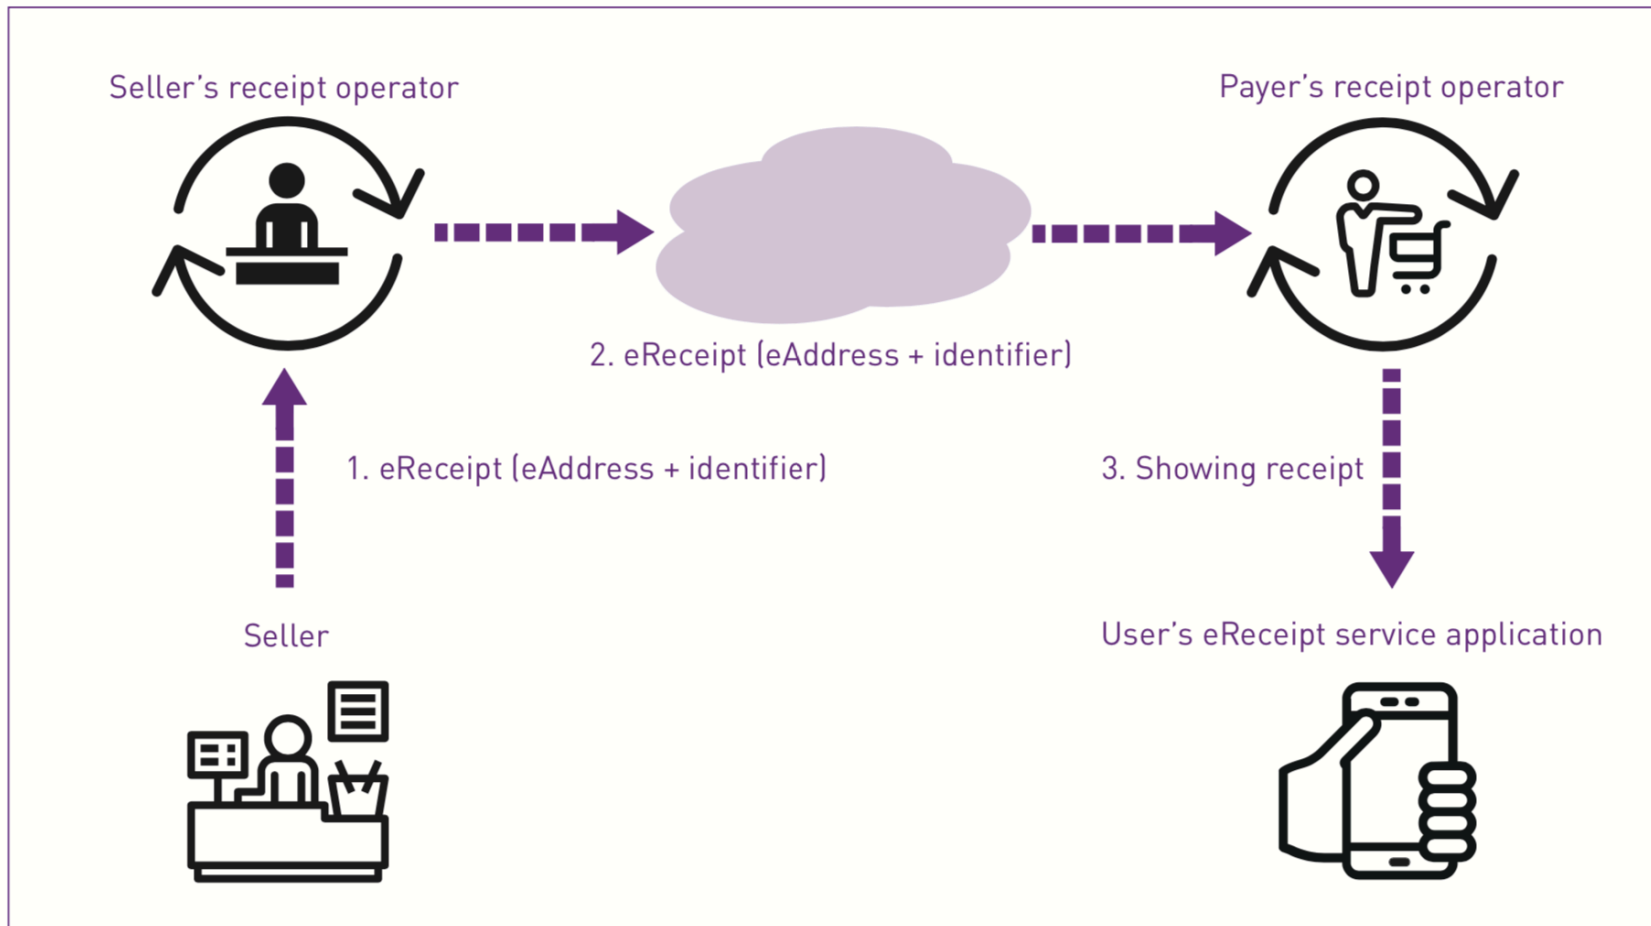 Seller’s receipt operator
Payer’s receipt operator
2. eReceipt (eAddress + identifier)
1. eReceipt (eAddress + identifier)
3. Showing receipt
Seller
User’s eReceipt service application